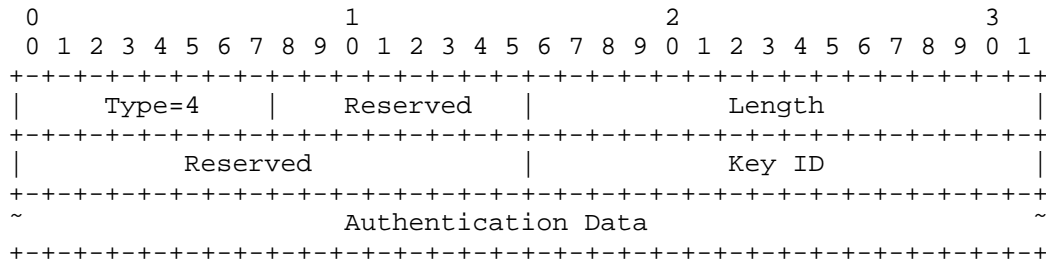 0                   1                   2                   3
 0 1 2 3 4 5 6 7 8 9 0 1 2 3 4 5 6 7 8 9 0 1 2 3 4 5 6 7 8 9 0 1
+-+-+-+-+-+-+-+-+-+-+-+-+-+-+-+-+-+-+-+-+-+-+-+-+-+-+-+-+-+-+-+-+
|     Type=4    |    Reserved   |            Length             |
+-+-+-+-+-+-+-+-+-+-+-+-+-+-+-+-+-+-+-+-+-+-+-+-+-+-+-+-+-+-+-+-+
|          Reserved             |            Key ID             |
+-+-+-+-+-+-+-+-+-+-+-+-+-+-+-+-+-+-+-+-+-+-+-+-+-+-+-+-+-+-+-+-+
~                    Authentication Data                        ~
+-+-+-+-+-+-+-+-+-+-+-+-+-+-+-+-+-+-+-+-+-+-+-+-+-+-+-+-+-+-+-+-+